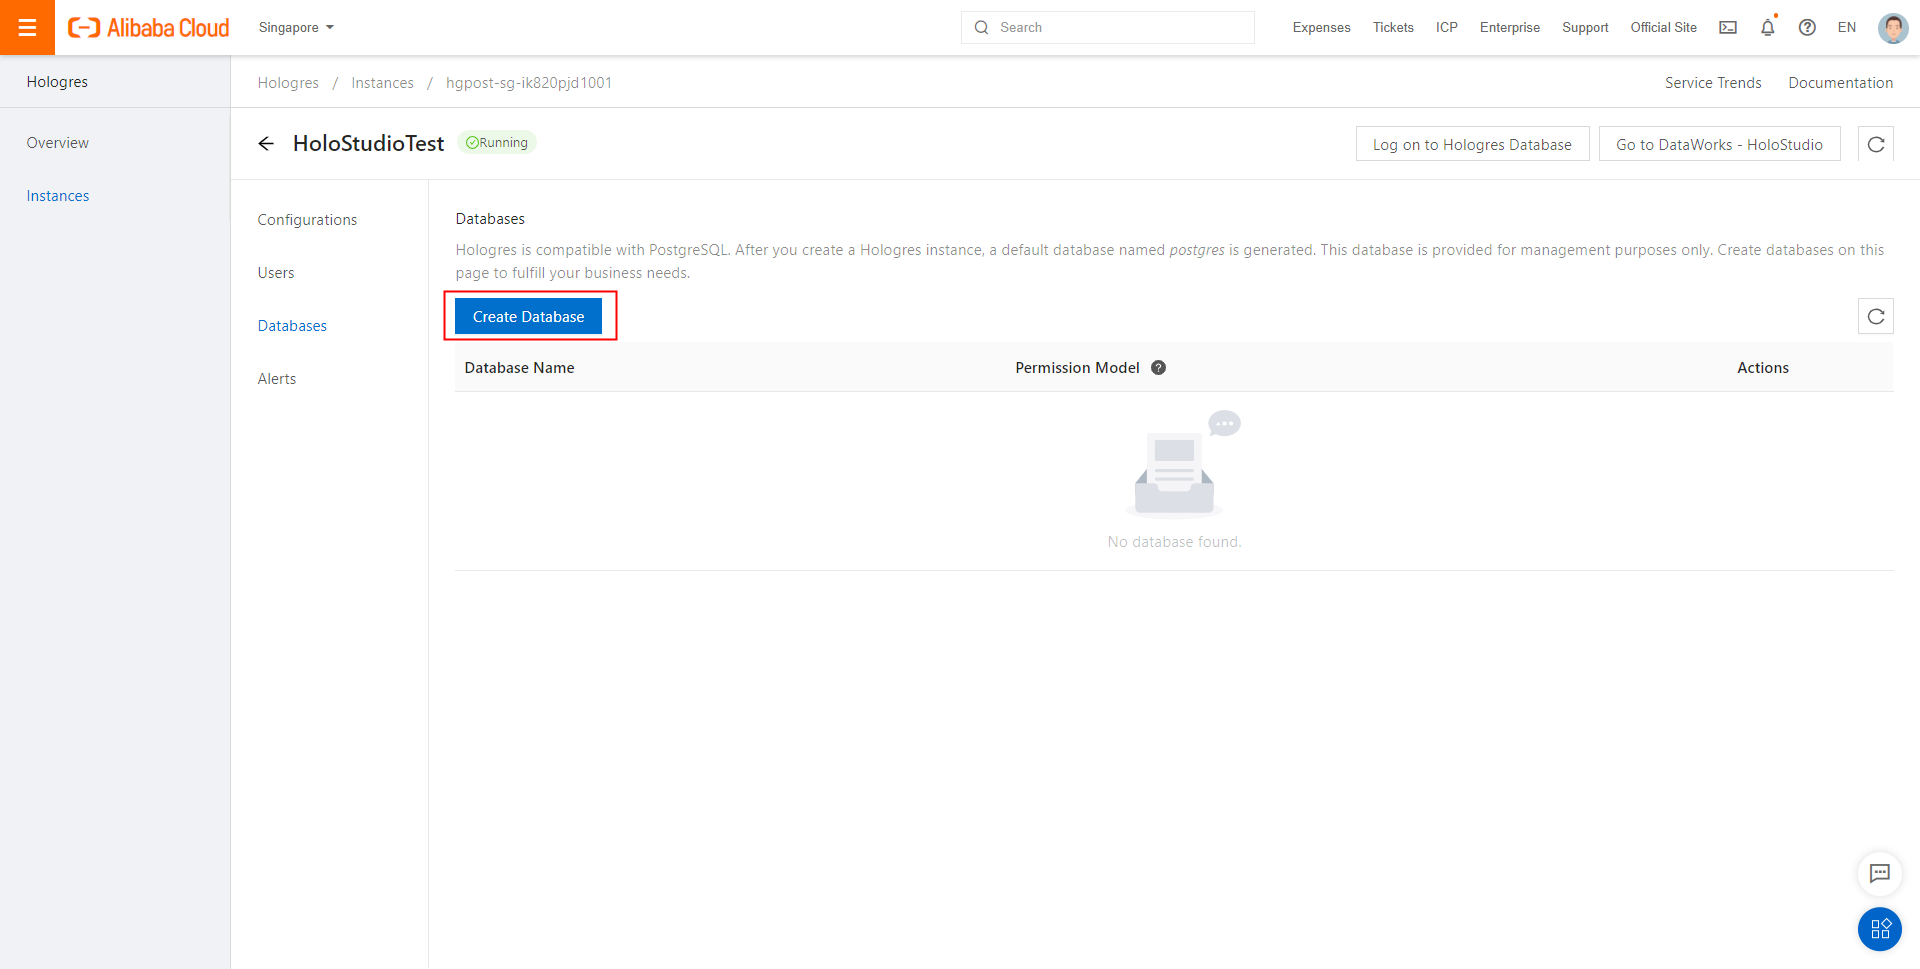 Alibaba Cloud
Singapore
Search
Expenses
Tickets
ICP
Enterprise
Support
Official Site
EN
Hologres
Overview
Instances
Hologres / Instances / hgpost-sg-ik820pjd1001
Service Trends
Documentation
HoloStudioTest
Running
Log on to Hologres Database
Go to DataWorks - HoloStudio
Configurations
Users
Databases
Alerts
Databases
Hologres is compatible with PostgreSQL. After you create a Hologres instance, a default database named postgres is generated. This database is provided for management purposes only. Create databases on this
page to fulfill your business needs.
Create Database
Database Name
Permission Model ?
Actions
No database found.